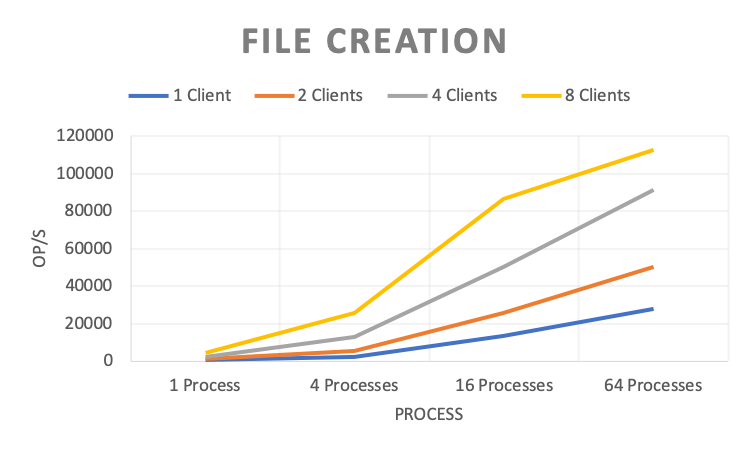 FILE CREATION
1 Client 2 Clients 4 Clients 8 Clients
120000
100000
80000
60000
40000
20000
0
OP/S
1 Process 4 Processes 16 Processes 64 Processes
PROCESS